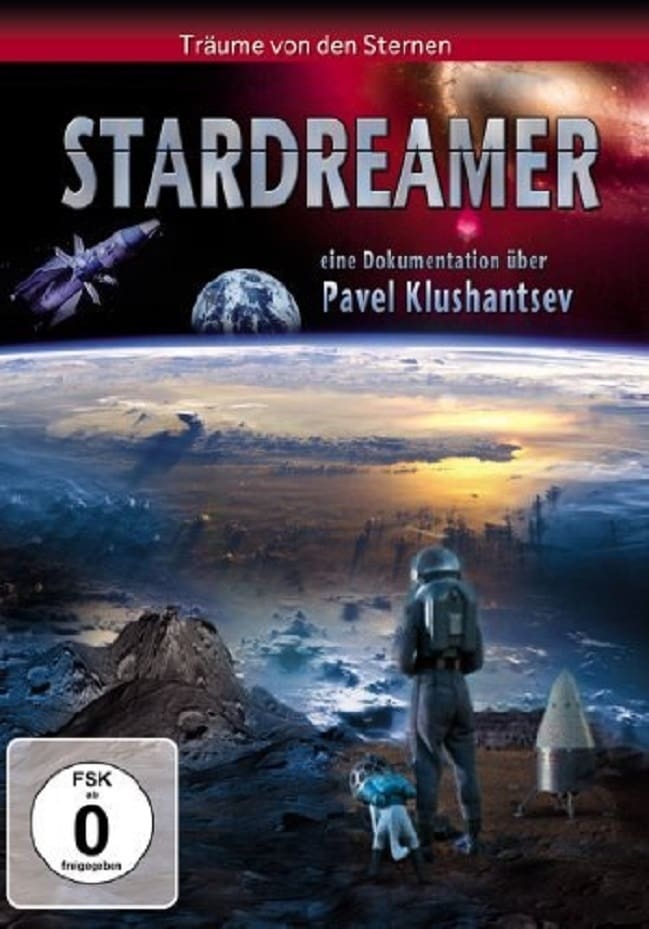 Träume von den Sternen
STARDREAMER
eine Dokumentation über
Pavel Klushantsev
FSK
ab
0
freigegeben